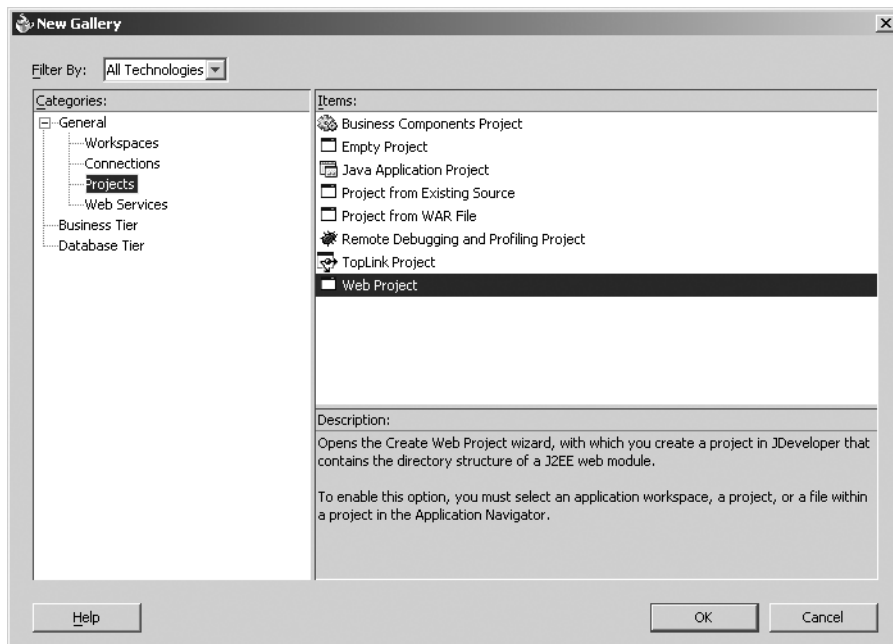 New Gallery
Filter By: All Technologies
Categories:
General
Workspaces
Connections
Projects
Web Services
Business Tier
Database Tier
Items:
Business Components Project
Empty Project
Java Application Project
Project from Existing Source
Project from WAR File
Remote Debugging and Profiling Project
TopLink Project
Web Project
Description:
Opens the Create Web Project wizard, with which you create a project in JDeveloper that
contains the directory structure of a J2EE web module.
To enable this option, you must select an application workspace, a project, or a file within
a project in the Application Navigator.
Help
OK
Cancel